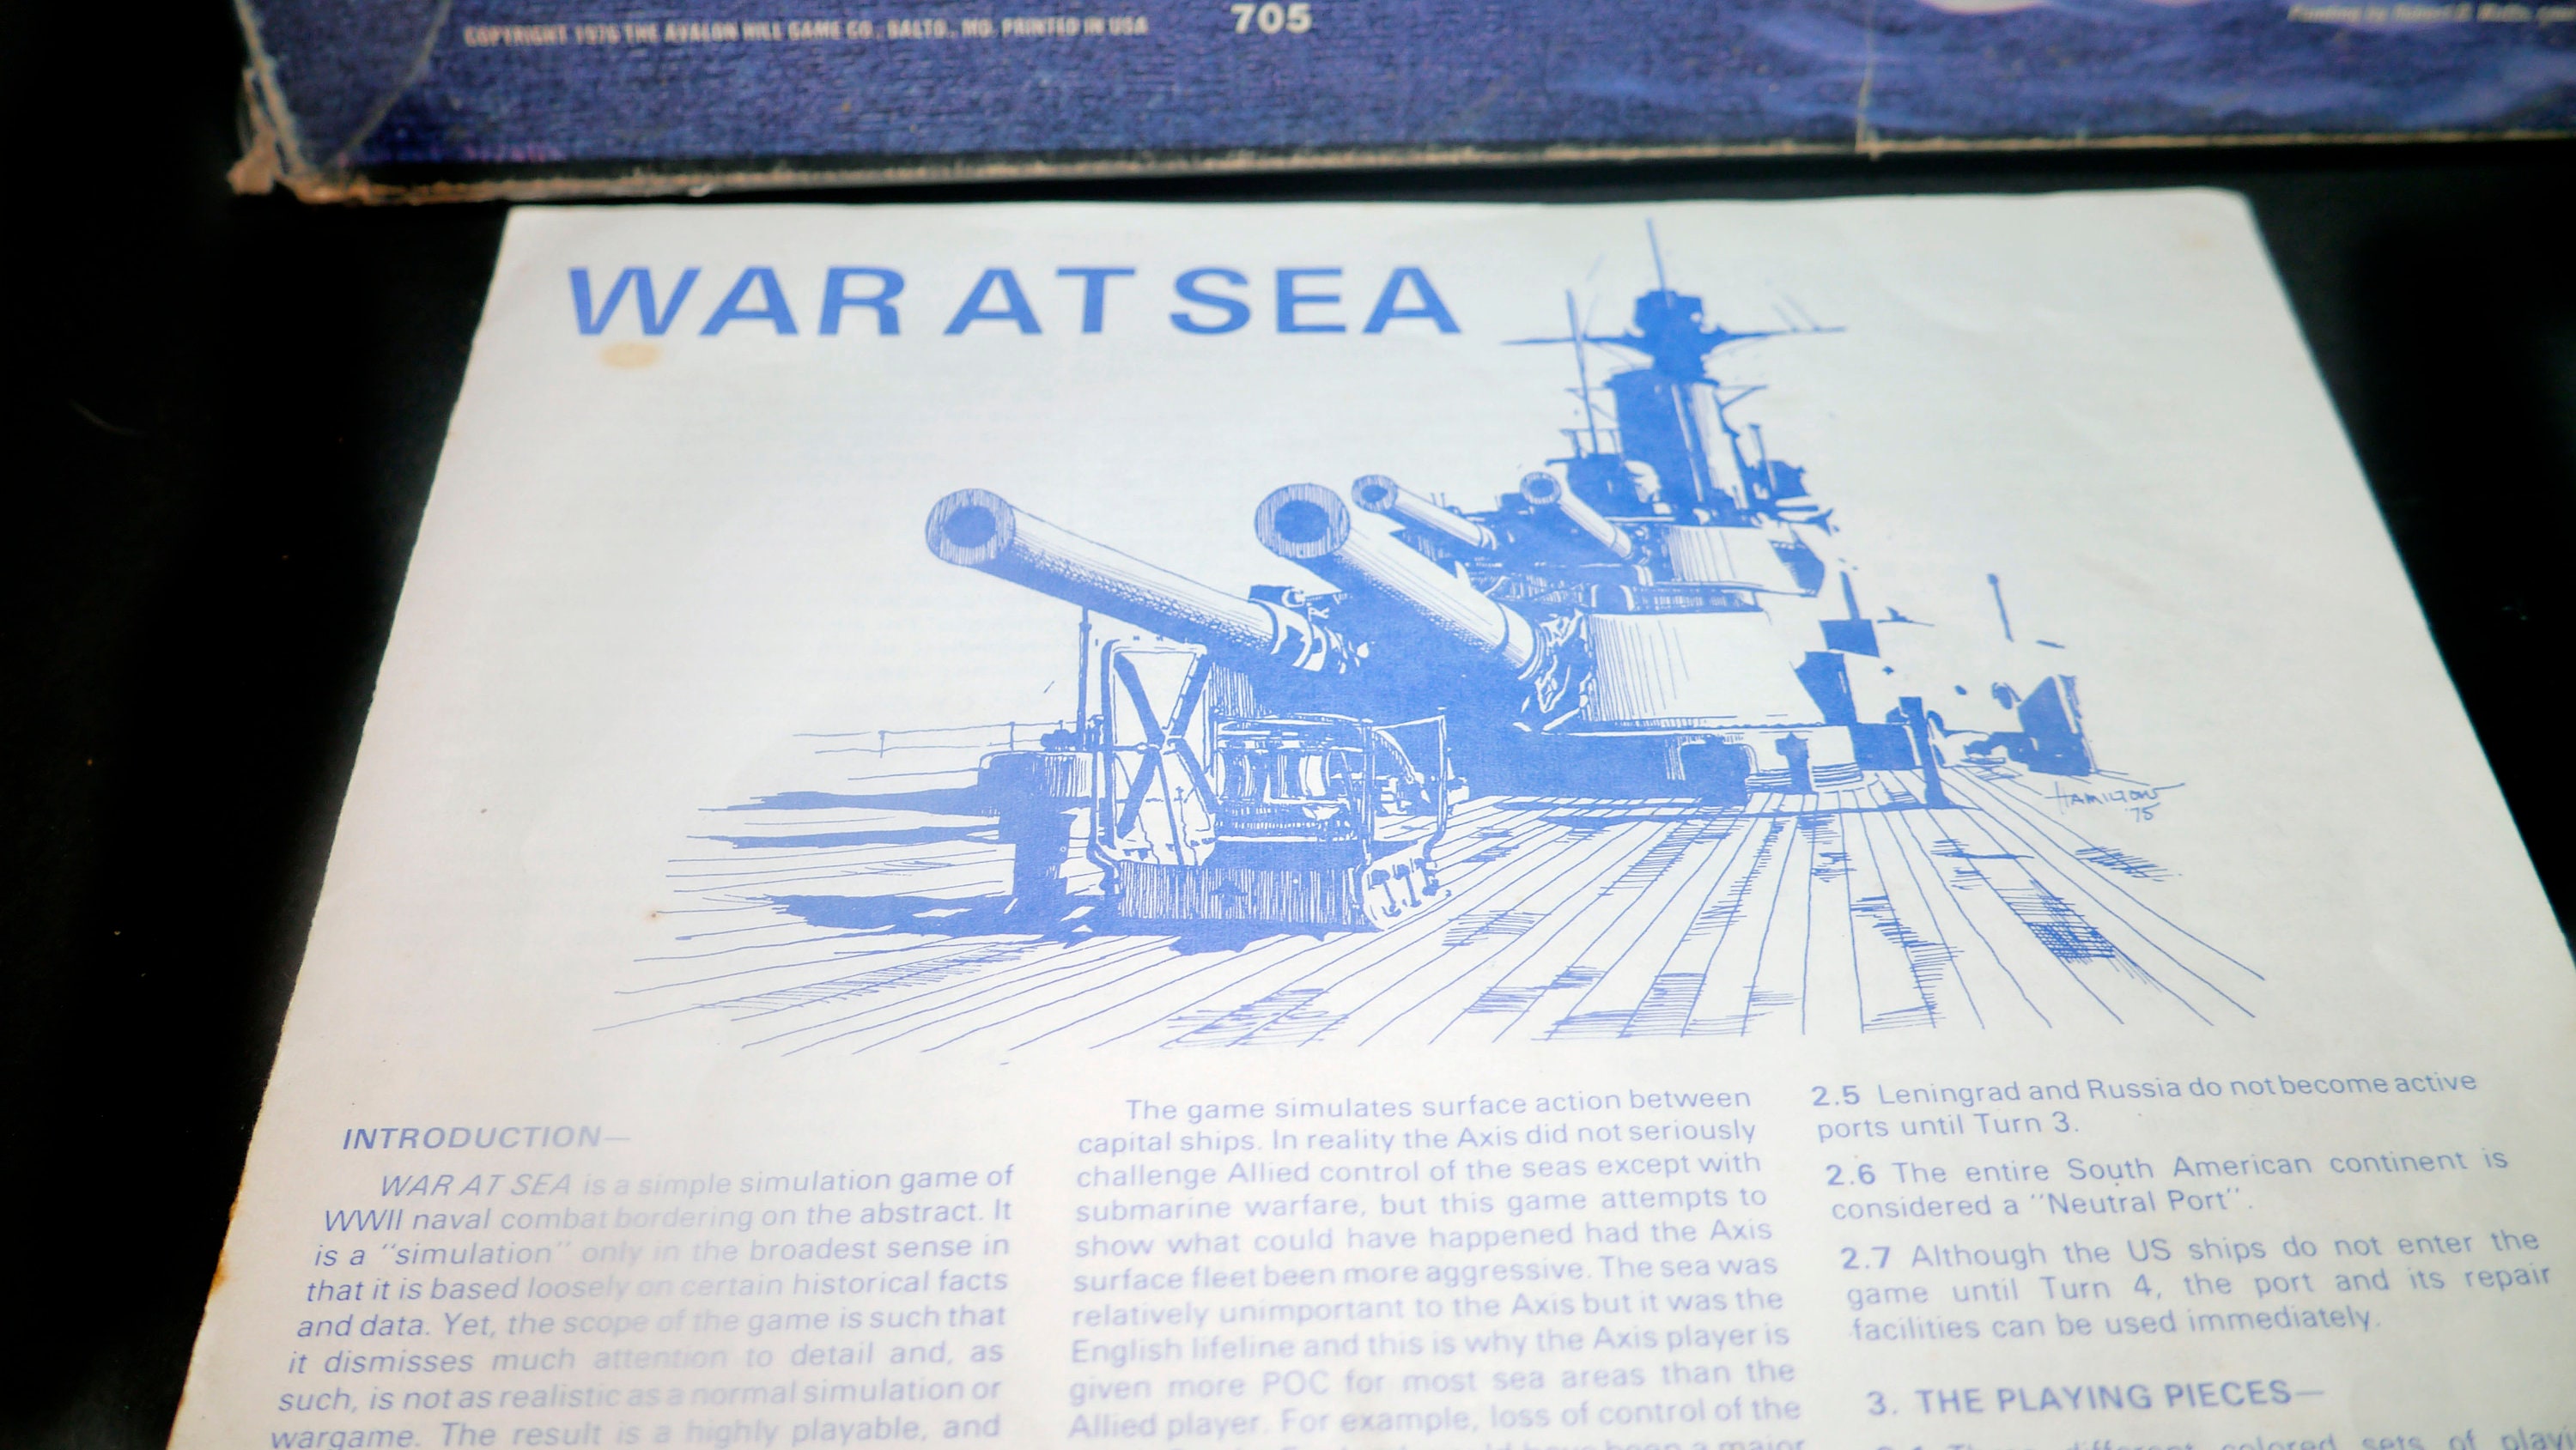 COPYRIGHT 1976 THE AVALON HILL GAME CO., BALTO., MD. PRINTED IN USA
705
WAR AT SEA
HAMILTON
'75
INTRODUCTION—
WAR AT SEA is a simple simulation game of
WWII naval combat bordering on the abstract. It
is a "simulation" only in the broadest sense in
that it is based loosely on certain historical facts
and data. Yet, the scope of the game is such that
it dismisses much attention to detail and, as
such, is not as realistic as a normal simulation or
wargame. The result is a highly playable, and
The game simulates surface action between
capital ships. In reality the Axis did not seriously
challenge Allied control of the seas except with
submarine warfare, but this game attempts to
show what could have happened had the Axis
surface fleet been more aggressive. The sea was
relatively unimportant to the Axis but it was the
English lifeline and this is why the Axis player is
given more POC for most sea areas than the
Allied player. For example, loss of control of the
have been a major
2.5 Leningrad and Russia do not become active
ports until Turn 3.
2.6 The entire South American continent is
considered a "Neutral Port".
2.7 Although the US ships do not enter the
game until Turn 4, the port and its repair
facilities can be used immediately.
3. THE PLAYING PIECES—
different colored sets of